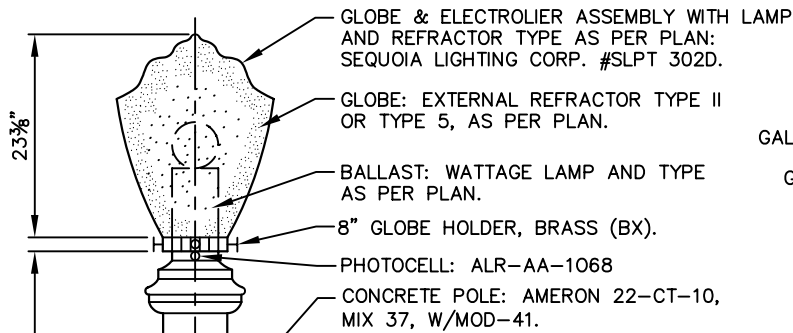 GLOBE & ELECTROLIER ASSEMBLY WITH LAMP
AND REFRACTOR TYPE AS PER PLAN:
SEQUOIA LIGHTING CORP. #SLPT 302D.
GLOBE: EXTERNAL REFRACTOR TYPE II
OR TYPE 5, AS PER PLAN.
GAL
G
BALLAST: WATTAGE LAMP AND TYPE
AS PER PLAN.
8" GLOBE HOLDER, BRASS (BX).
PHOTOCELL: ALR-AA-1068
CONCRETE POLE: AMERON 22-CT-10,
MIX 37, W/MOD-41.
23⅜"